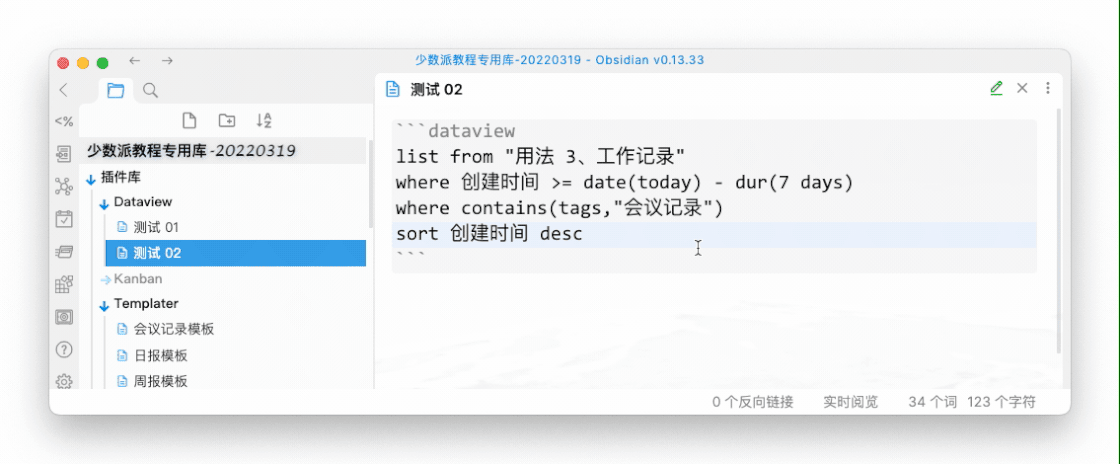 少数派教程专用库-20220319 - Obsidian v0.13.33
测试 02
少数派教程专用库 -20220319
插件库
Dataview
测试 01
测试 02
Kanban
Templater
会议记录模板
日报模板
周报模板
```dataview
list from "用法 3、工作记录"
where 创建时间 >= date(today) - dur(7 days)
where contains(tags,"会议记录")
sort 创建时间 desc
```
0 个反向链接 实时阅览 34 个词 123 个字符